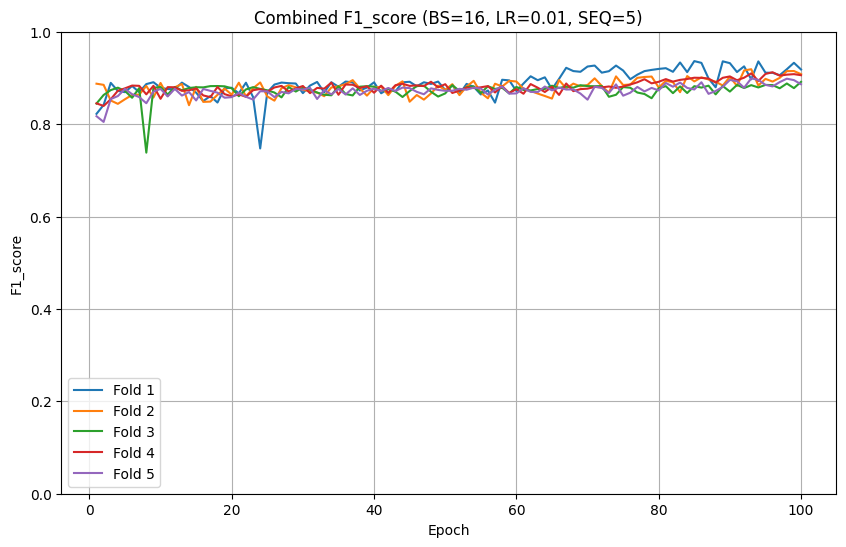 Combined F1_score (BS=16, LR=0.01, SEQ=5)
F1_score
1.0
0.8
0.6
0.4
0.2
0.0
Fold 1
Fold 2
Fold 3
Fold 4
Fold 5
0 20 40 60 80 100
Epoch